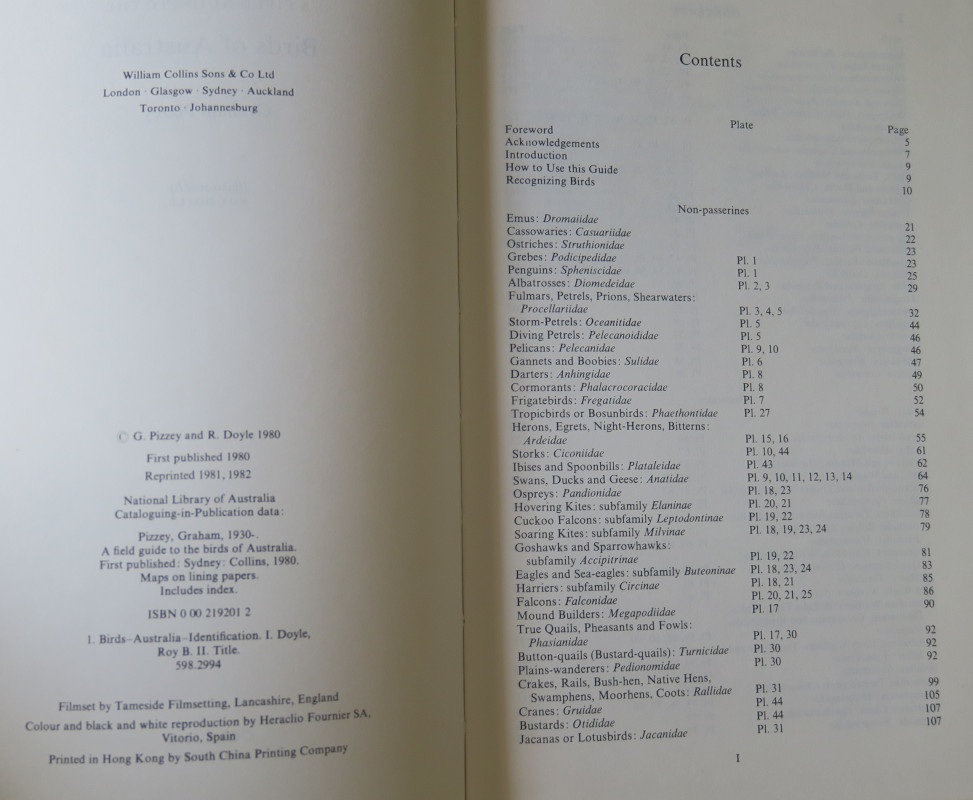 William Collins Sons & Co Ltd
London · Glasgow · Sydney · Auckland
Toronto · Johannesburg
© G. Pizzey and R. Doyle 1980
First published 1980
Reprinted 1981, 1982
National Library of Australia
Cataloguing-in-Publication data:
Pizzey, Graham, 1930-.
A field guide to the birds of Australia.
First published: Sydney: Collins, 1980.
Maps on lining papers.
Includes index.
ISBN 0 00 219201 2
1. Birds–Australia–Identification. I. Doyle,
Roy B. II. Title.
598.2994
Filmset by Tameside Filmsetting, Lancashire, England
Colour and black and white reproduction by Heraclio Fournier SA,
Vitorio, Spain
Printed in Hong Kong by South China Printing Company
Contents
Plate Page
Foreword 5
Acknowledgements 7
Introduction 9
How to Use this Guide 9
Recognizing Birds 10
Non-passerines
Emus: Dromaiidae 21
Cassowaries: Casuariidae 22
Ostriches: Struthionidae 23
Grebes: Podicipedidae Pl. 1 23
Penguins: Spheniscidae Pl. 1 25
Albatrosses: Diomedeidae Pl. 2, 3 29
Fulmars, Petrels, Prions, Shearwaters:
Procellariidae Pl. 3, 4, 5 32
Storm-Petrels: Oceanitidae Pl. 5 44
Diving Petrels: Pelecanoididae Pl. 5 46
Pelicans: Pelecanidae Pl. 9, 10 46
Gannets and Boobies: Sulidae Pl. 6 47
Darters: Anhingidae Pl. 8 49
Cormorants: Phalacrocoracidae Pl. 8 50
Frigatebirds: Fregatidae Pl. 7 52
Tropicbirds or Bosunbirds: Phaethontidae Pl. 27 54
Herons, Egrets, Night-Herons, Bitterns:
Ardeidae Pl. 15, 16 55
Storks: Ciconiidae Pl. 10, 44 61
Ibises and Spoonbills: Plataleidae Pl. 43 62
Swans, Ducks and Geese: Anatidae Pl. 9, 10, 11, 12, 13, 14 64
Ospreys: Pandionidae Pl. 18, 23 76
Hovering Kites: subfamily Elaninae Pl. 20, 21 77
Cuckoo Falcons: subfamily Leptodontinae Pl. 19, 22 78
Soaring Kites: subfamily Milvinae Pl. 18, 19, 23, 24 79
Goshawks and Sparrowhawks:
subfamily Accipitrinae Pl. 19, 22 81
Eagles and Sea-eagles: subfamily Buteoninae Pl. 18, 23, 24 83
Harriers: subfamily Circinae Pl. 18, 21 85
Falcons: Falconidae Pl. 20, 21, 25 86
Mound Builders: Megapodiidae Pl. 17 90
True Quails, Pheasants and Fowls:
Phasianidae Pl. 17, 30 92
Button-quails (Bustard-quails): Turnicidae Pl. 30 92
Plains-wanderers: Pedionomidae Pl. 30 92
Crakes, Rails, Bush-hen, Native Hens,
Swamphens, Moorhens, Coots: Rallidae Pl. 31 99
Cranes: Gruidae Pl. 44 105
Bustards: Otididae Pl. 44 107
Jacanas or Lotusbirds: Jacanidae Pl. 31 107
1